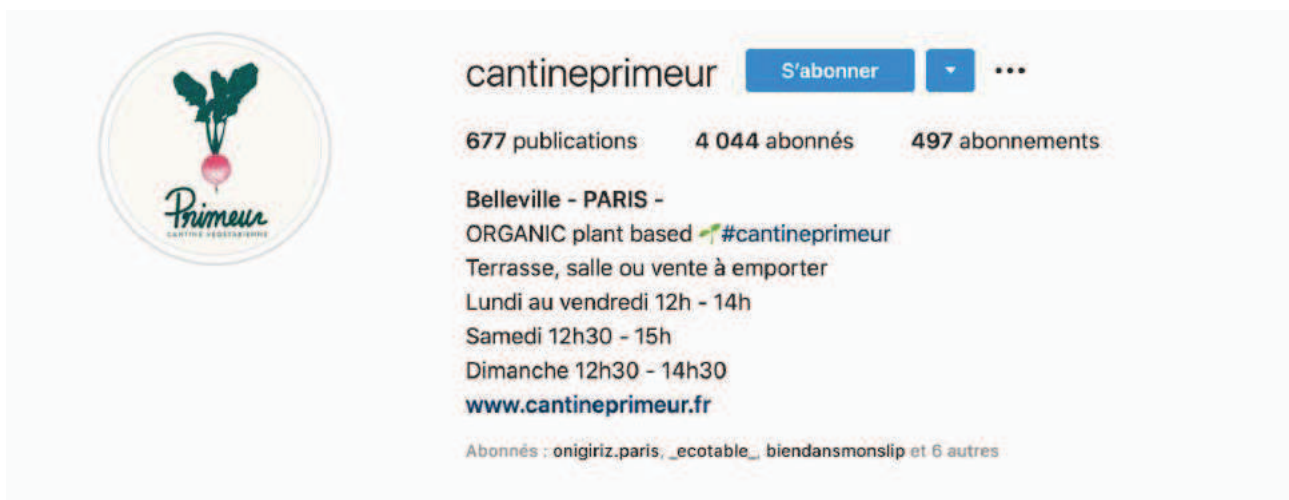 Primeur
CANTINE VÉGÉTARIENNE
cantineprimeur S'abonner ...
677 publications 4 044 abonnés 497 abonnements
Belleville - PARIS -
ORGANIC plant based 🌱#cantineprimeur
Terrasse, salle ou vente à emporter
Lundi au vendredi 12h - 14h
Samedi 12h30 - 15h
Dimanche 12h30 - 14h30
www.cantineprimeur.fr
Abonnés : onigiriz.paris, _ecotable_, biendansmonslip et 6 autres